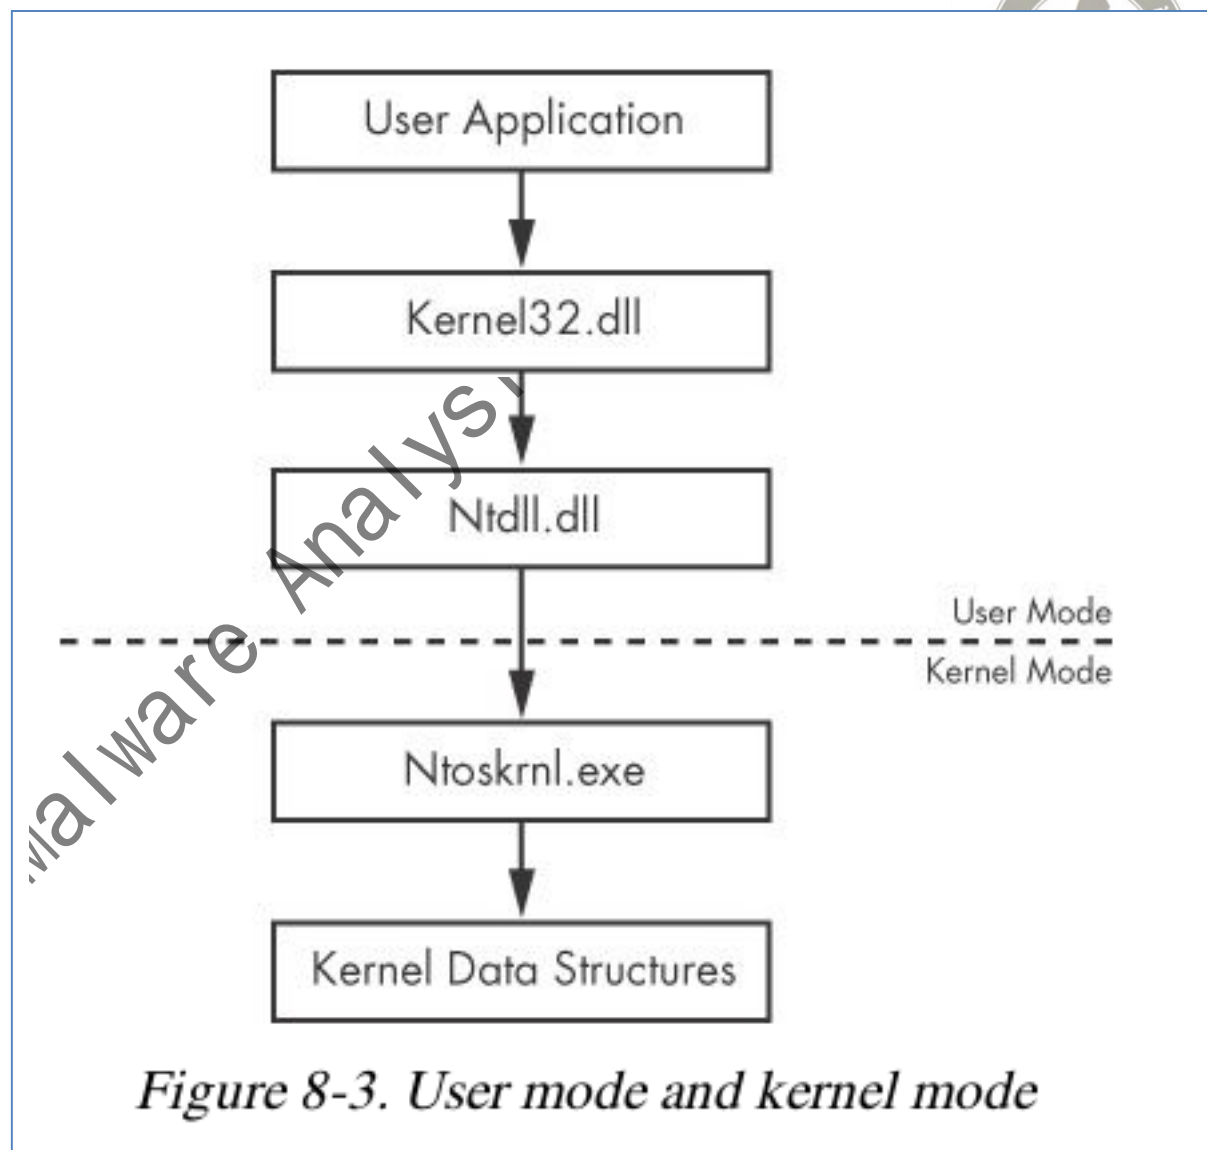 User Application
Kernel32.dll
Ntdll.dll
User Mode
Kernel Mode
Ntoskrnl.exe
Kernel Data Structures
Figure 8-3. User mode and kernel mode